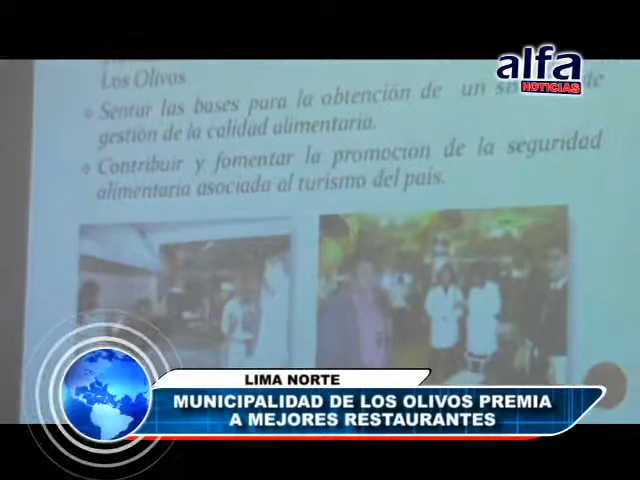 alfa
NOTICIAS
Los Olivos
Sentar las bases para la obtención de un
gestión de la calidad alimentaria.
Contribuir y fomentar la promoción de la seguridad
alimentaria asociada al turismo del país.
LIMA NORTE
MUNICIPALIDAD DE LOS OLIVOS PREMIA
A MEJORES RESTAURANTES